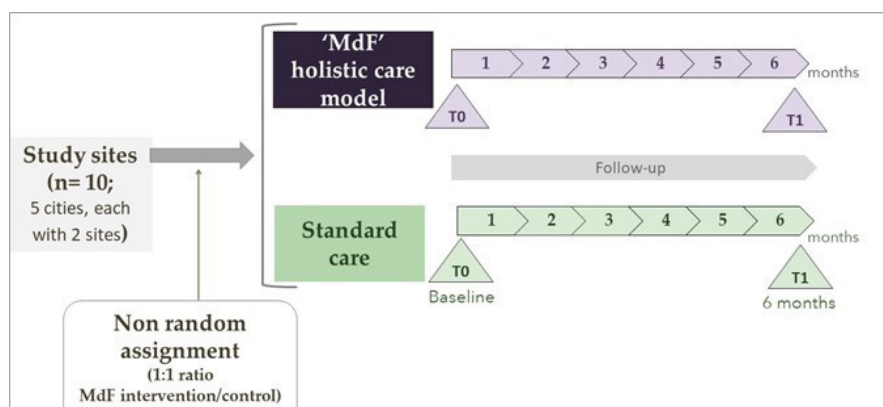 ‘MdF’
holistic care
model
1 2 3 4 5 6
months
T0
T1
Study sites
(n= 10;
5 cities, each
with 2 sites)
Follow-up
Standard
care
1 2 3 4 5 6
months
T0
T1
Baseline
6 months
Non random
assignment
(1:1 ratio
MdF intervention/control)